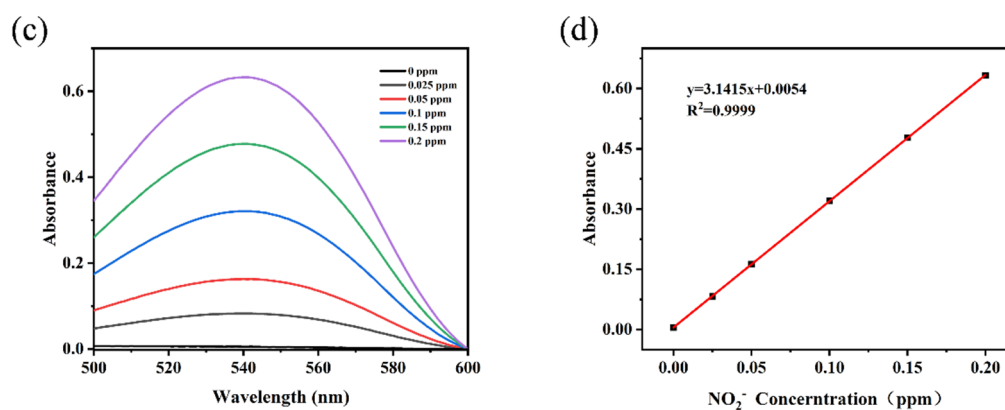 (c)
0 ppm
0.025 ppm
0.05 ppm
0.1 ppm
0.15 ppm
0.2 ppm
0.6
0.4
0.2
0.0
500
520
540
560
580
600
Absorbance
Wavelength (nm)
(d)
y=3.1415x+0.0054
R²=0.9999
0.60
0.45
0.30
0.15
0.00
0.00
0.05
0.10
0.15
0.20
Absorbance
NO₂⁻ Concerntration（ppm）